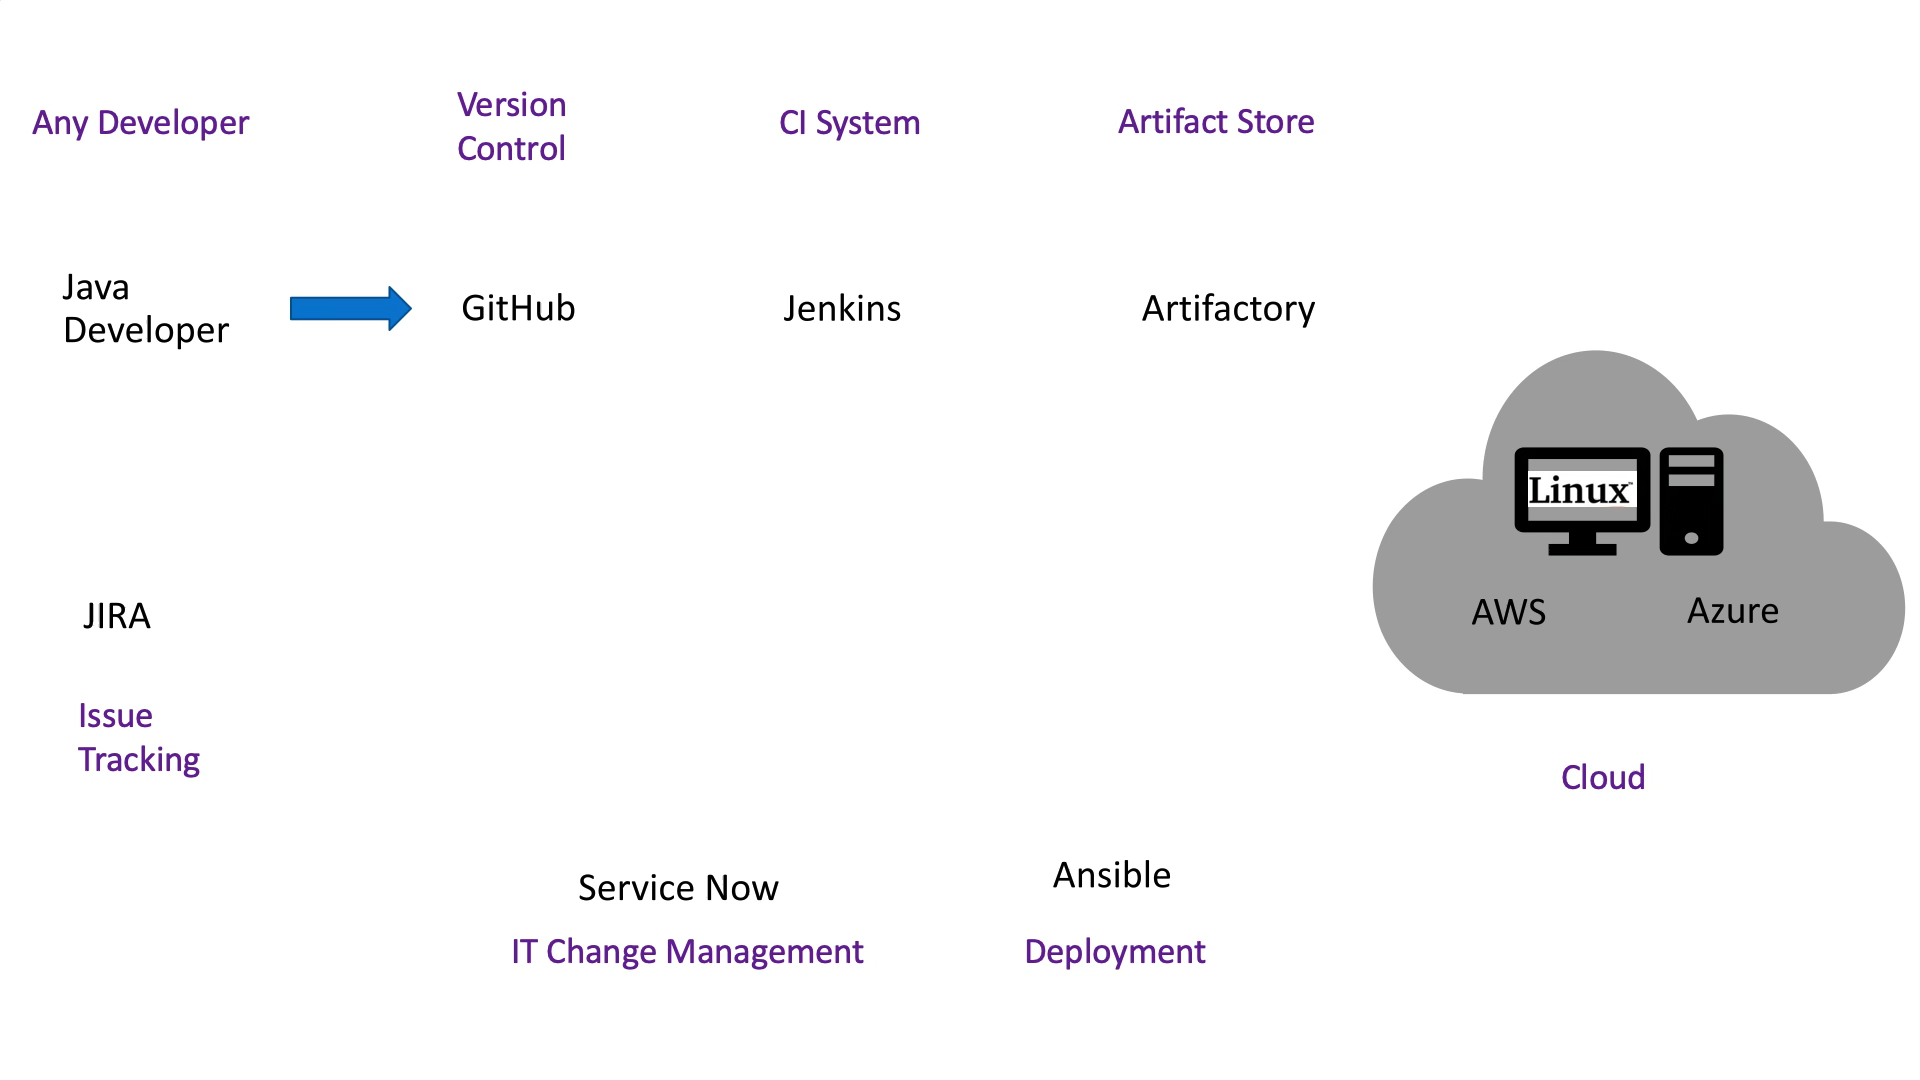 Any Developer
Version
Control
CI System
Artifact Store
Java
Developer
GitHub
Jenkins
Artifactory
Linux™
JIRA
AWS
Azure
Issue
Tracking
Cloud
Service Now
Ansible
IT Change Management
Deployment